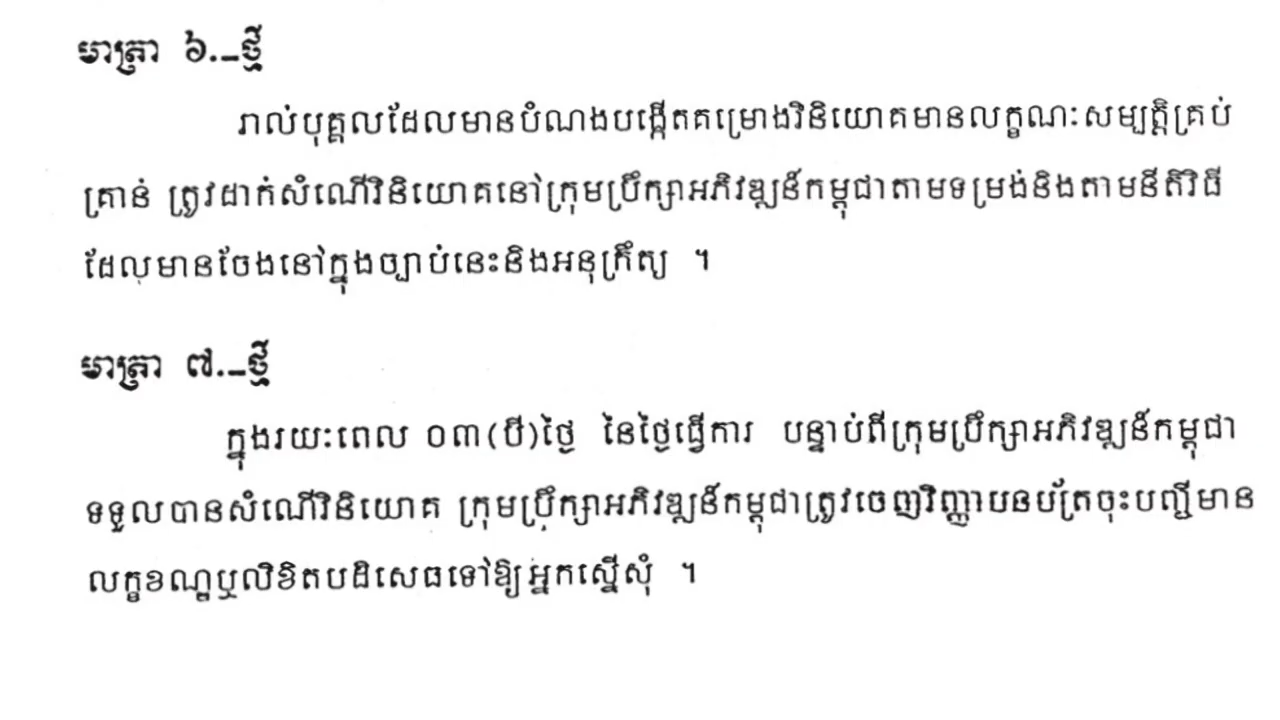 មាត្រា ៦._ថ្មី
រាល់បុគ្គលដែលមានបំណងបង្កើតគម្រោងវិនិយោគមានលក្ខណៈសម្បត្តិគ្រប់
គ្រាន់ ត្រូវដាក់សំណើវិនិយោគនៅក្រុមប្រឹក្សាអភិវឌ្ឍន៍កម្ពុជាតាមទម្រង់និងតាមនីតិវិធី
ដែលមានចែងនៅក្នុងច្បាប់នេះនិងអនុក្រឹត្យ ។
មាត្រា ៧._ថ្មី
ក្នុងរយៈពេល ០៣(បី)ថ្ងៃ នៃថ្ងៃធ្វើការ បន្ទាប់ពីក្រុមប្រឹក្សាអភិវឌ្ឍន៍កម្ពុជា
ទទួលបានសំណើវិនិយោគ ក្រុមប្រឹក្សាអភិវឌ្ឍន៍កម្ពុជាត្រូវចេញវិញ្ញាបនបត្រចុះបញ្ជីមាន
លក្ខខណ្ឌឬលិខិតបដិសេធទៅឱ្យអ្នកស្នើសុំ ។